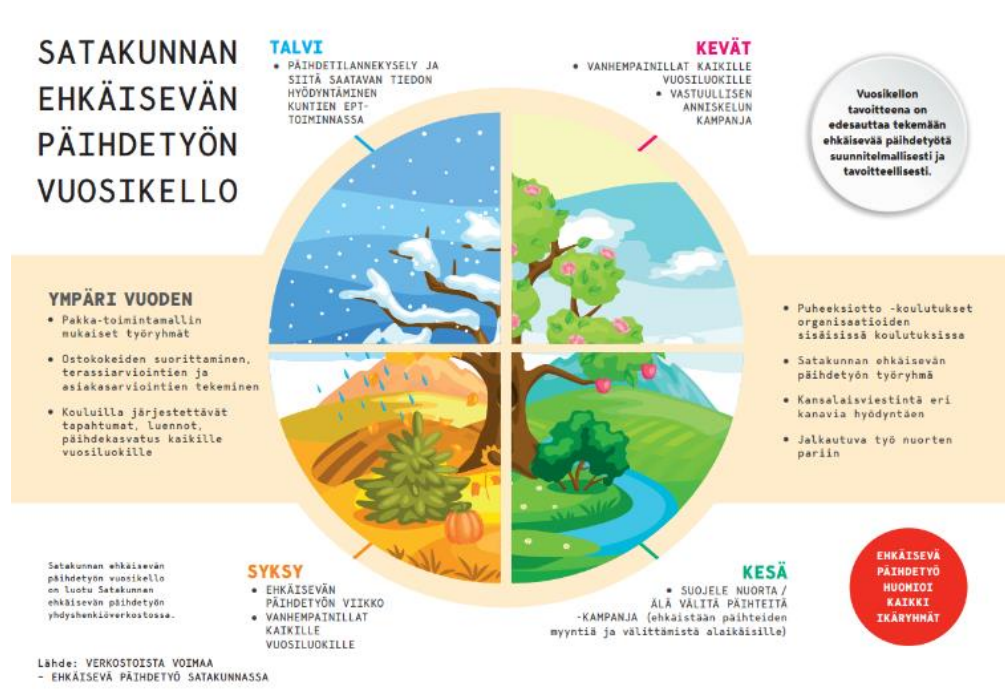 SATAKUNNAN
EHKÄISEVÄN
PÄIHDETYÖN
VUOSIKELLO
TALVI
• PÄIHDETILANNEKYSELY JA
SIITÄ SAATAVAN TIEDON
HYÖDYNTÄMINEN
KUNTIEN EPT-
TOIMINNASSA
KEVÄT
• VANHEMPAINILLAT KAIKILLE
VUOSILUOKILLE
• VASTUULLISEN
ANNISKELUN
KAMPANJA
Vuosikellon
tavoitteena on
edesauttaa tekemään
ehkäisevää päihdetyötä
suunnitelmallisesti ja
tavoitteellisesti.
YMPÄRI VUODEN
• Pakka-toimintamallin
mukaiset työryhmät
• Ostokokeiden suorittaminen,
terassiarviointien ja
asiakasarviointien tekeminen
• Kouluilla järjestettävät
tapahtumat, luennot,
päihdekasvatus kaikille
vuosiluokille
• Puheeksiotto -koulutukset
organisaatioiden
sisäisissä koulutuksissa
• Satakunnan ehkäisevän
päihdetyön työryhmä
• Kansalaisviestintä eri
kanavia hyödyntäen
• Jalkautuva työ nuorten
pariin
Satakunnan ehkäisevän
päihdetyön vuosikello
on luotu Satakunnan
ehkäisevän päihdetyön
yhdyshenkiöverkostossa.
SYKSY
• EHKÄISEVÄN
PÄIHDETYÖN VIIKKO
• VANHEMPAINILLAT
KAIKILLE
VUOSILUOKILLE
KESÄ
• SUOJELE NUORTA/
ÄLÄ VÄLITÄ PÄIHTEITÄ
-KAMPANJA (ehkäistään päihteiden
myyntiä ja välittämistä alaikäisille)
EHKÄISEVÄ
PÄIHDETYÖ
HUOMIOI
KAIKKI
IKÄRYHMÄT
Lähde: VERKOSTOISTA VOIMAA
- EHKÄISEVÄ PÄIHDETYÖ SATAKUNNASSA